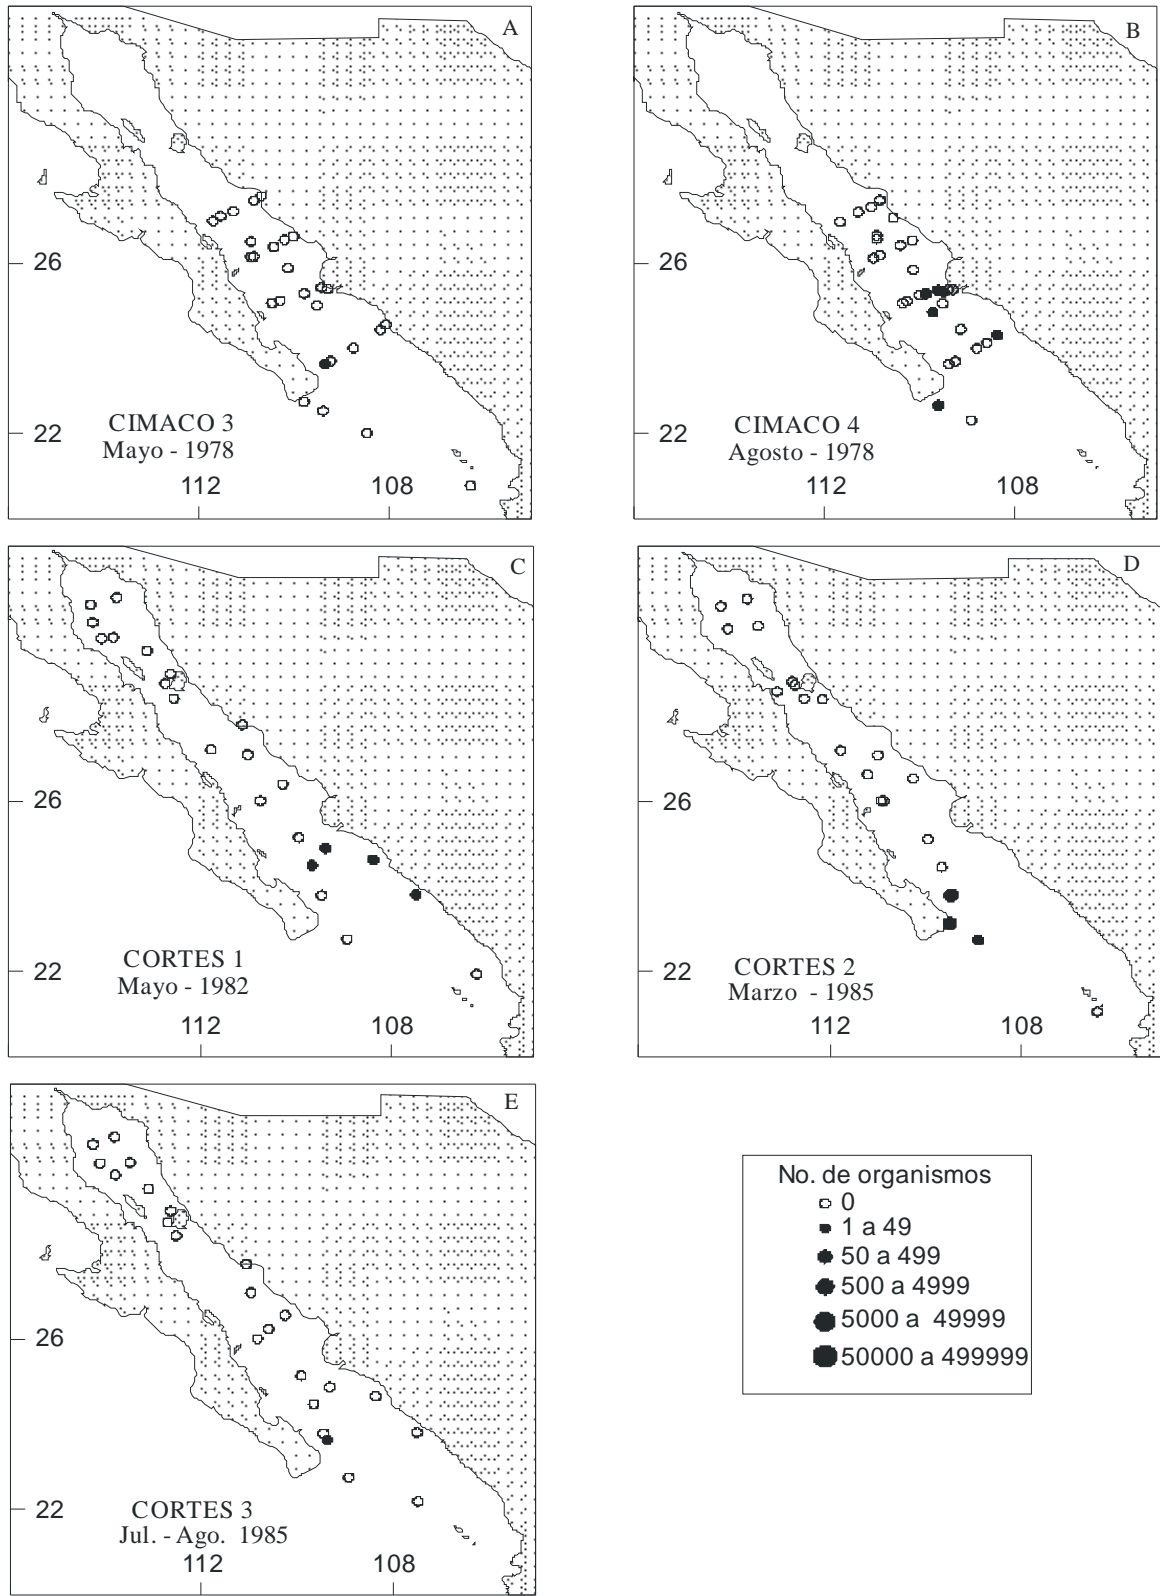 A
26
22
CIMACO 3
Mayo - 1978
112
108
B
26
22
CIMACO 4
Agosto - 1978
112
108
C
26
22
CORTES 1
Mayo - 1982
112
108
D
26
22
CORTES 2
Marzo - 1985
112
108
E
26
22
CORTES 3
Jul. - Ago. 1985
112
108
No. de organismos
0
1 a 49
50 a 499
500 a 4999
5000 a 49999
50000 a 499999